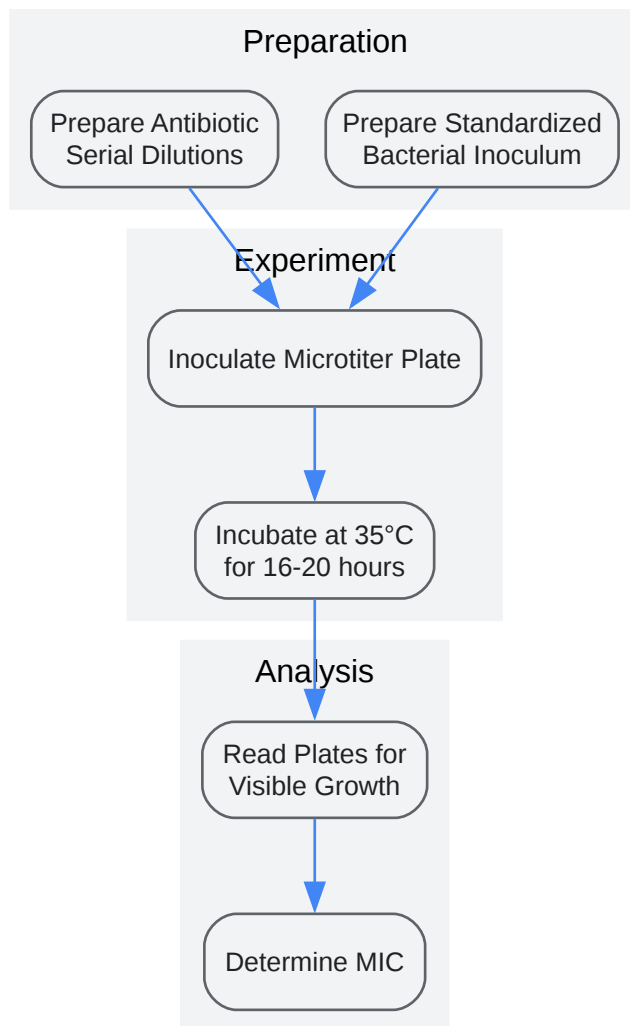 Preparation
Prepare Antibiotic
Serial Dilutions
Prepare Standardized
Bacterial Inoculum
Experiment
Inoculate Microtiter Plate
Incubate at 35°C
for 16-20 hours
Analysis
Read Plates for
Visible Growth
Determine MIC